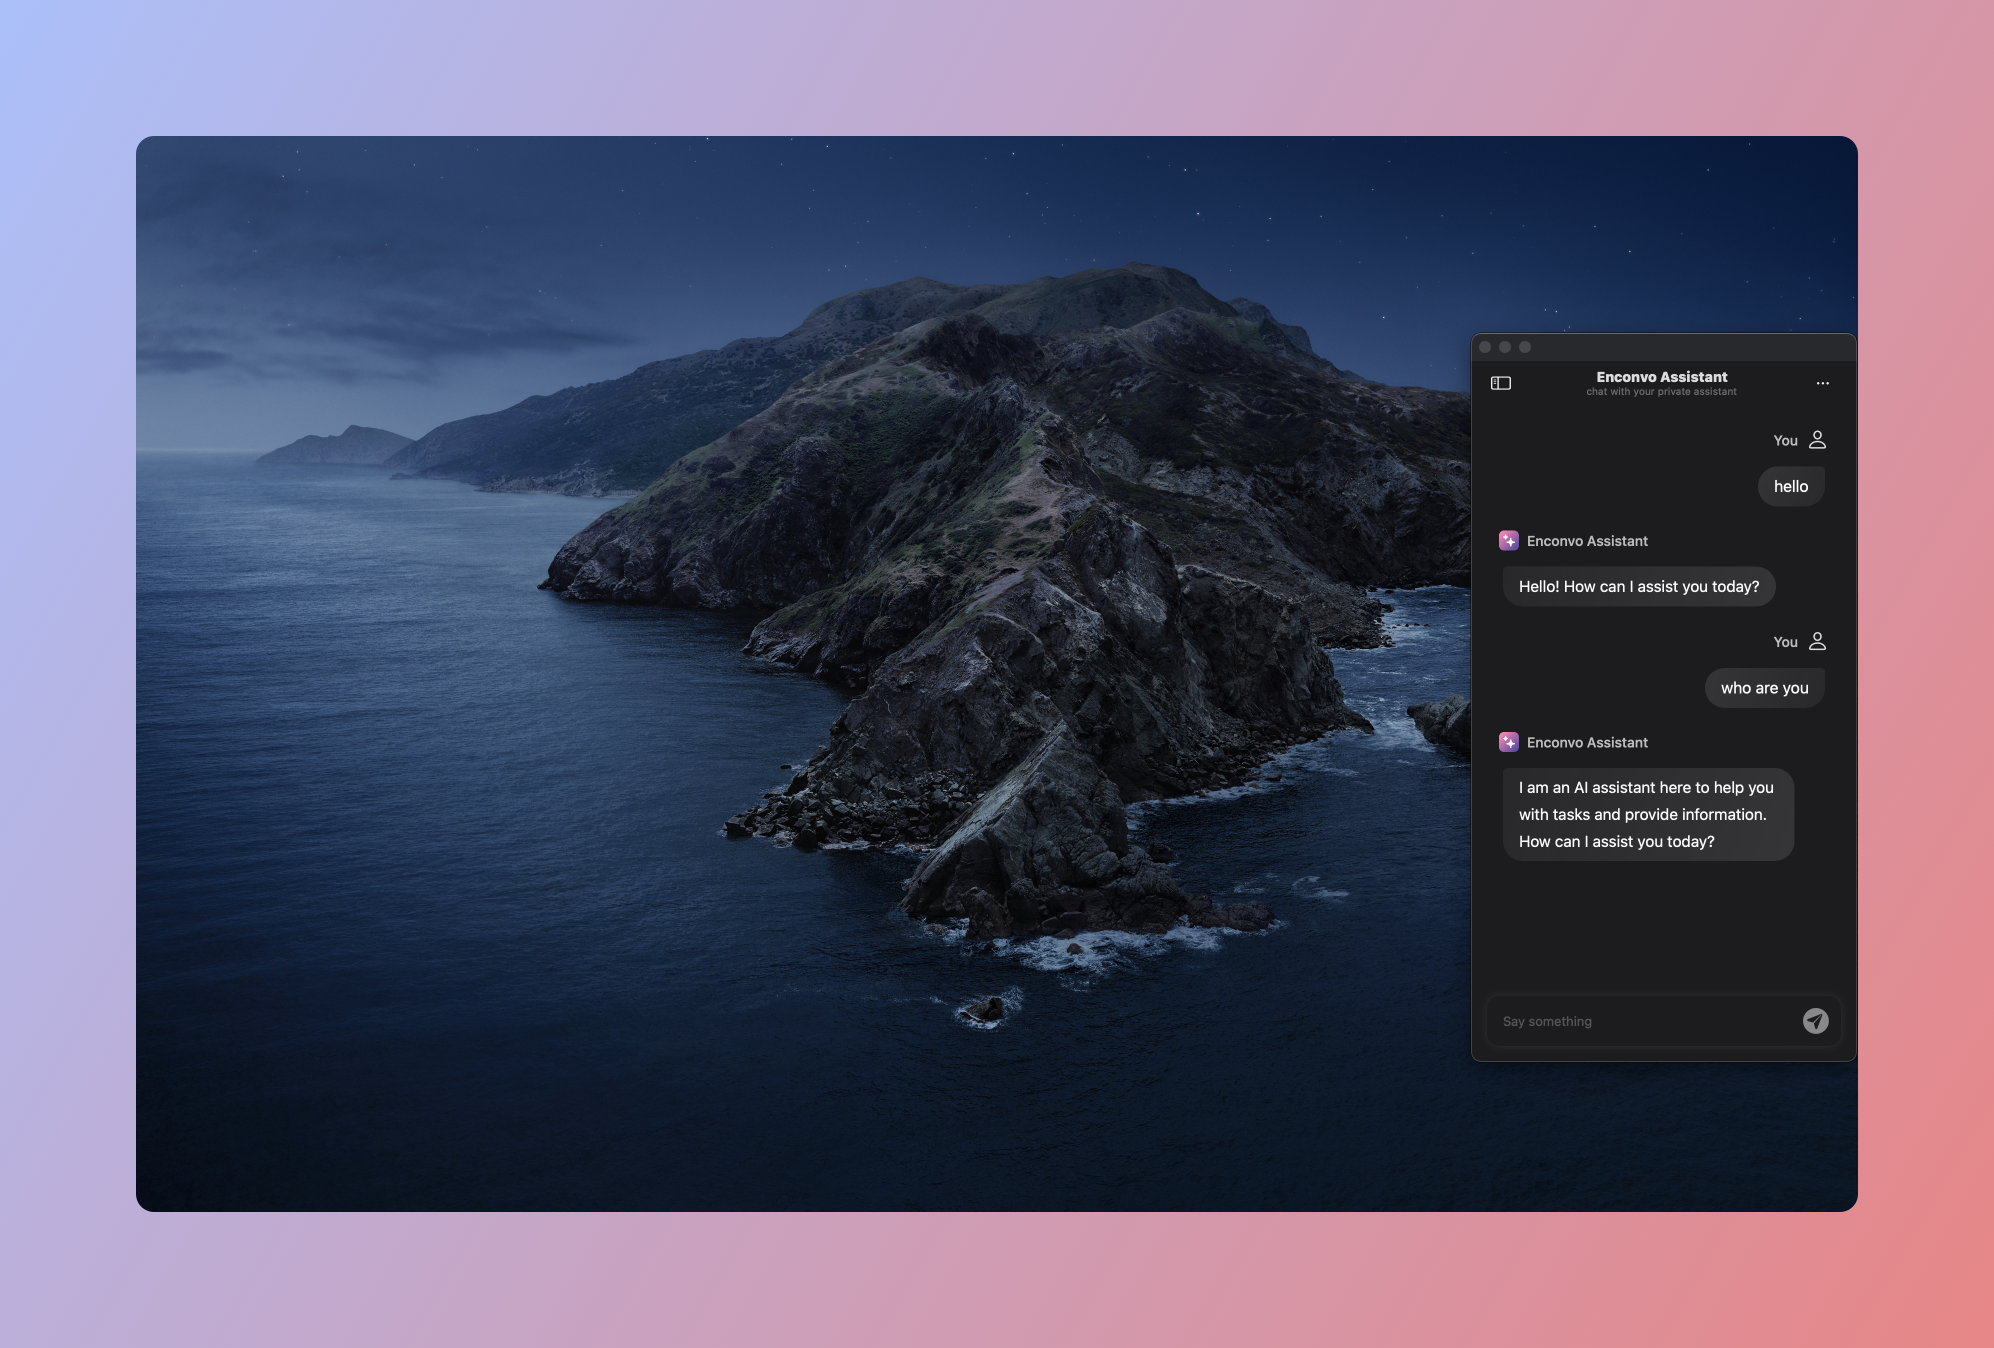 Enconvo Assistant
chat with your private assistant
You
hello
Enconvo Assistant
Hello! How can I assist you today?
You
who are you
Enconvo Assistant
I am an AI assistant here to help you
with tasks and provide information.
How can I assist you today?
Say something